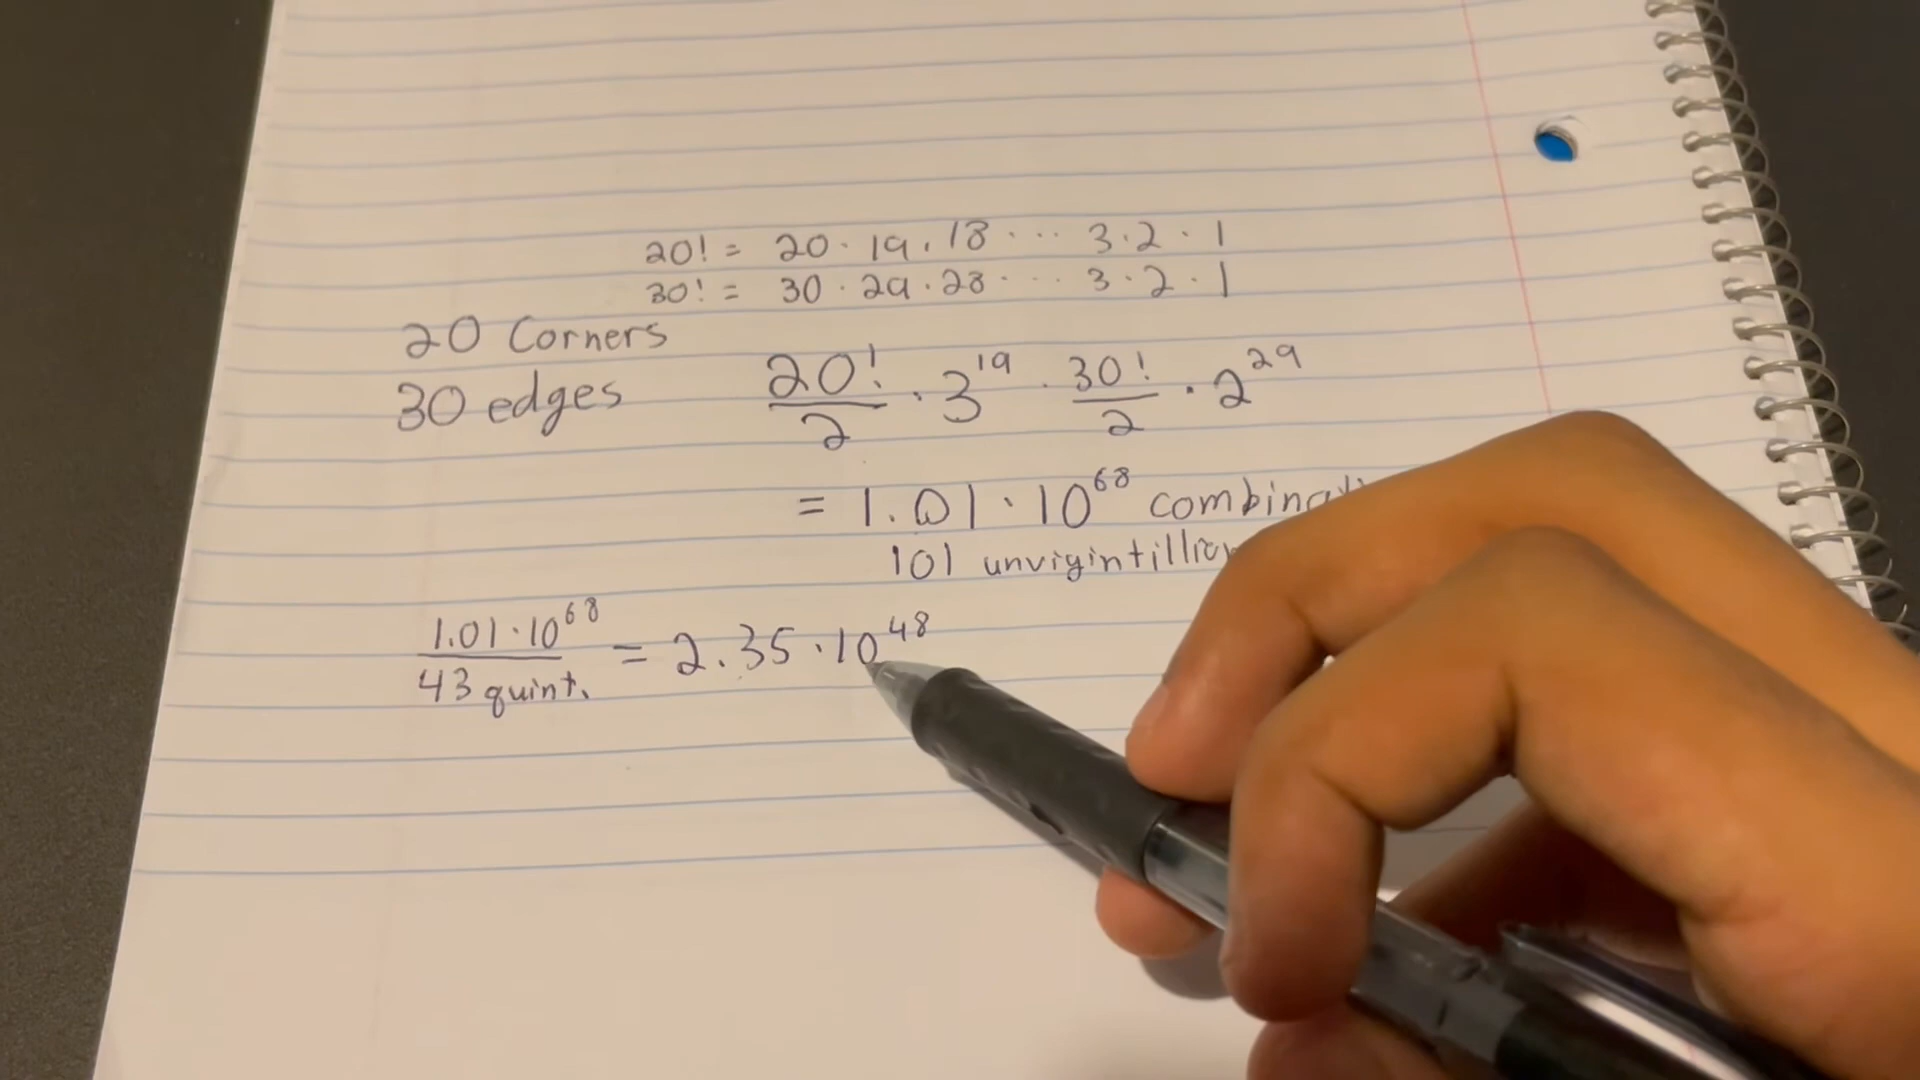 20! = 20 · 19 · 18 · · · 3 · 2 · 1
30! = 30 · 29 · 28 · · · 3 · 2 · 1
20 Corners
30 edges
20!/2 · 3^19 · 30!/2 · 2^29
= 1.01 · 10^68
101 unvigintillion
1.01 · 10^68 / 43 quint. = 2.35 · 10^48